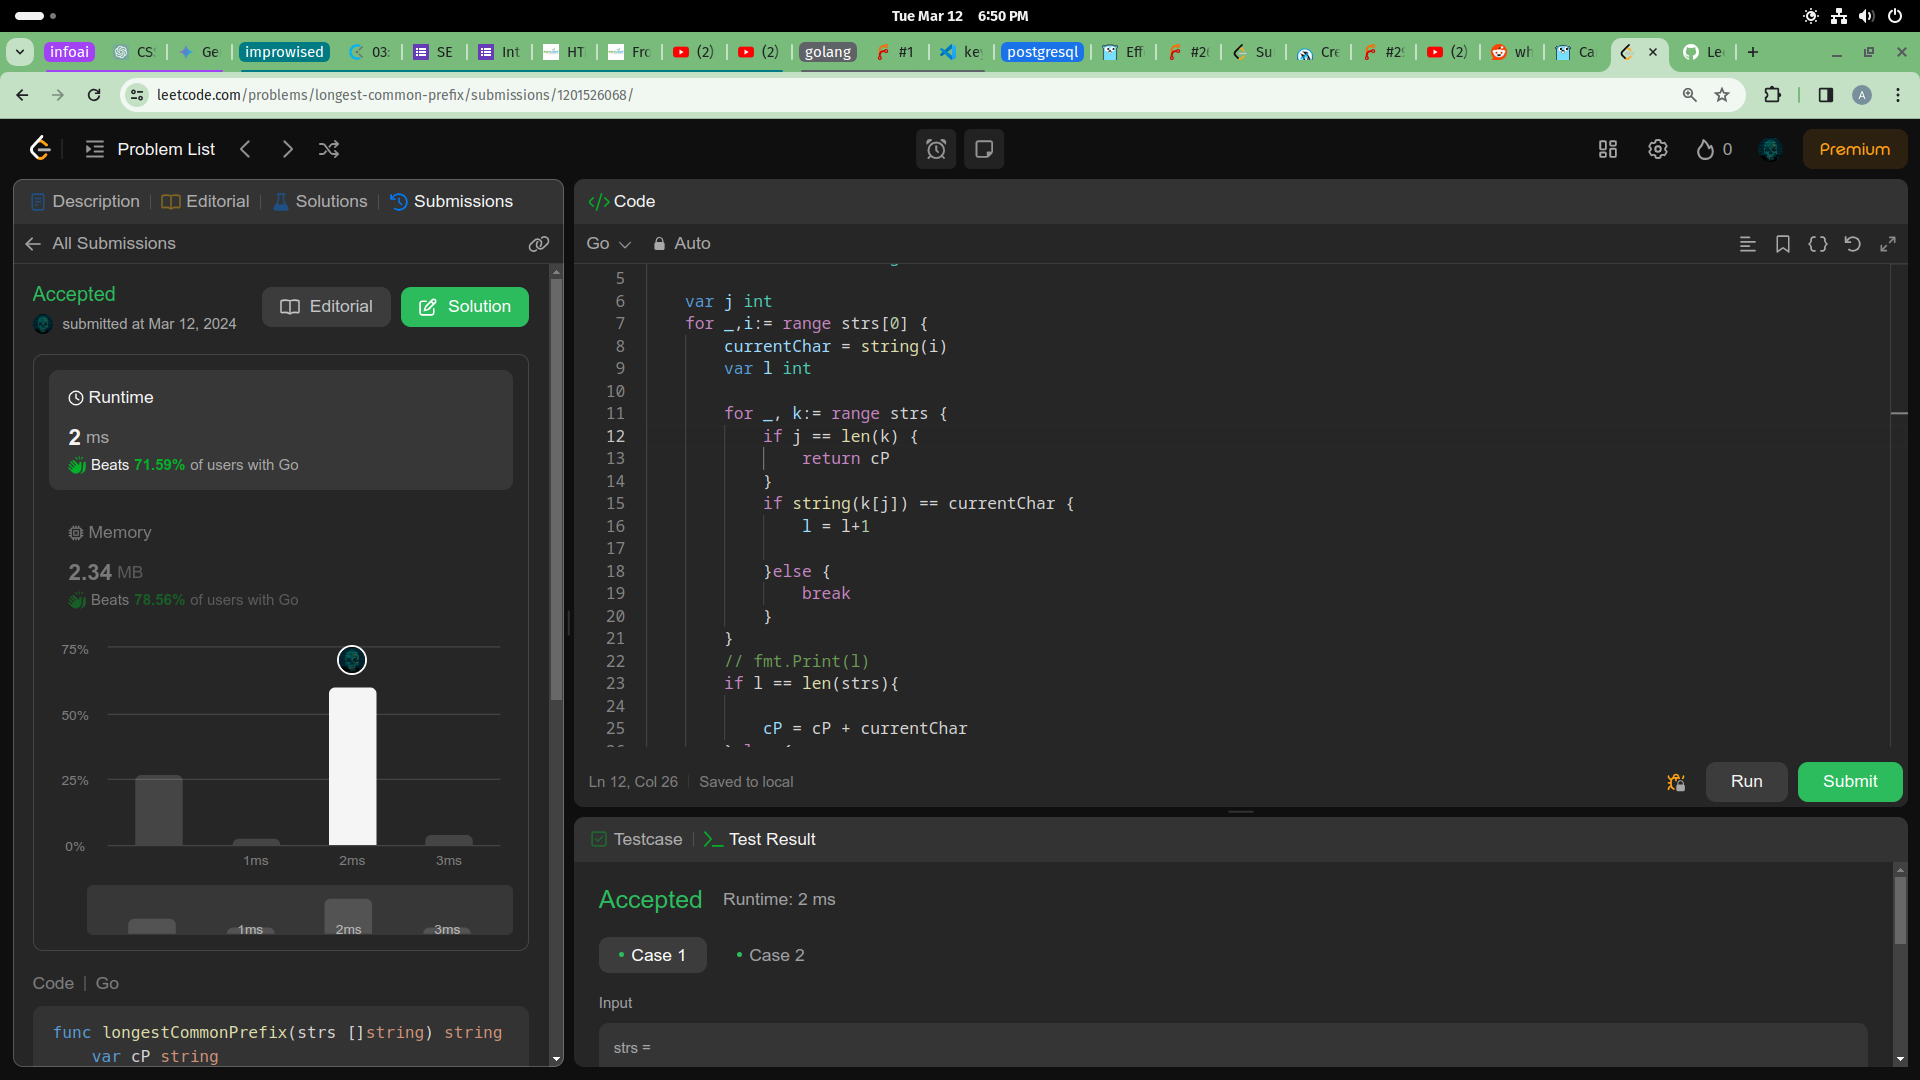 Tue Mar 12 6:50 PM
infoai CS Ge improwised 03: SE Int HT Fro (2) (2) golang #1 ke postgresql Eff #2 Su Cre #2 (2) wh Ca Le
leetcode.com/problems/longest-common-prefix/submissions/1201526068/ A
Problem List 0 Premium
Description Editorial Solutions Submissions
All Submissions
Accepted
submitted at Mar 12, 2024
Editorial Solution
Runtime
2 ms
Beats 71.59% of users with Go
Memory
2.34 MB
Beats 78.56% of users with Go
75%
50%
25%
0%
1ms 2ms 3ms
1ms 2ms 3ms
Code | Go
func longestCommonPrefix(strs []string) string
var cP string
</> Code
Go Auto
5
6 var j int
7 for _,i:= range strs[0] {
8 currentChar = string(i)
9 var l int
10
11 for _, k:= range strs {
12 if j == len(k) {
13 return cP
14 }
15 if string(k[j]) == currentChar {
16 l = l+1
17
18 }else {
19 break
20 }
21 }
22 // fmt.Print(l)
23 if l == len(strs){
24
25 cP = cP + currentChar
Ln 12, Col 26 Saved to local
Run Submit
Testcase Test Result
Accepted Runtime: 2 ms
Case 1 Case 2
Input
strs =